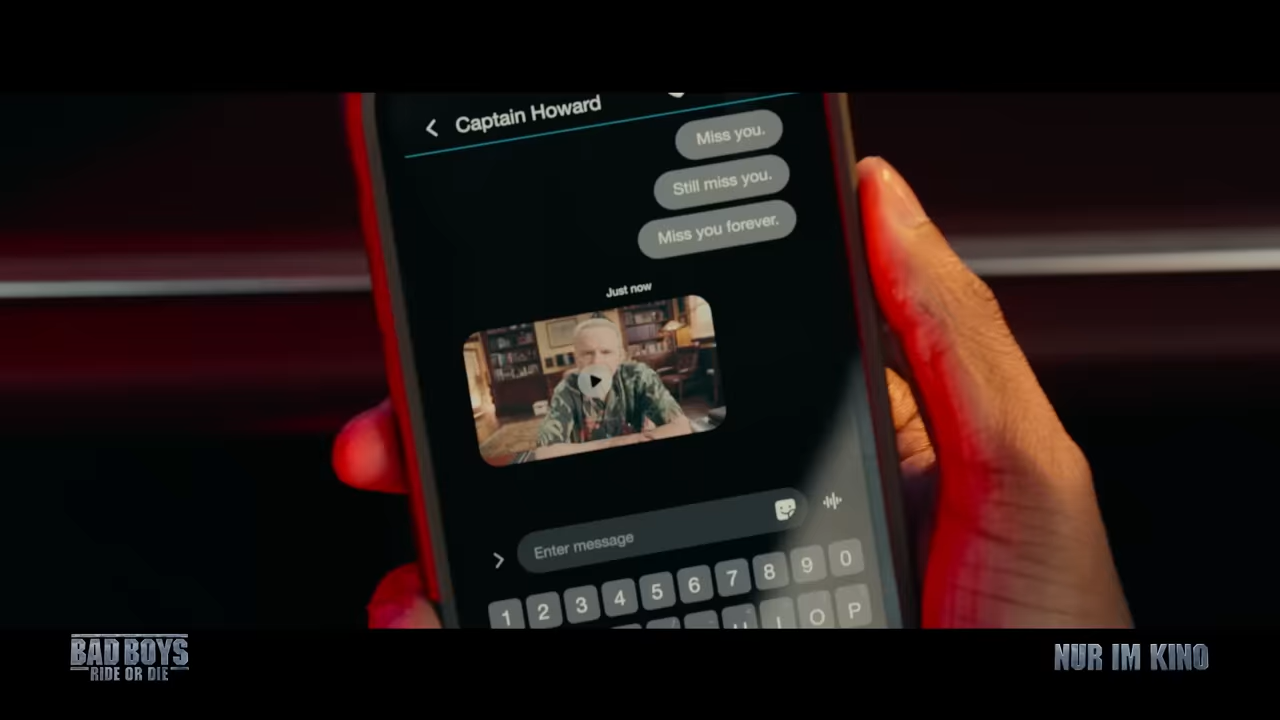 Captain Howard
Miss you.
Still miss you.
Miss you forever.
Just now
Enter message
1 2 3 4 5 6 7 8 9 0
U I O P
BAD BOYS
RIDE OR DIE
NUR IM KINO